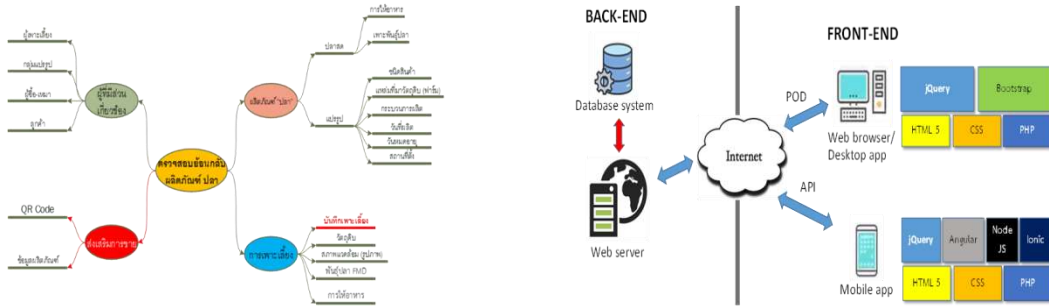 ผู้เพาะเลี้ยง
กลุ่มแปรรูป
ผู้ซื้อ-เหมา
ลูกค้า
ผู้ที่มีส่วน
เกี่ยวข้อง
ตรวจสอบย้อนกลับ
ผลิตภัณฑ์ ปลา
ผลิตภัณฑ์ "ปลา"
ปลาสด
การให้อาหาร
เพาะพันธุ์ปลา
แปรรูป
ชนิดสินค้า
แหล่งที่มาวัตถุดิบ (ฟาร์ม)
กระบวนการผลิต
วันที่ผลิต
วันหมดอายุ
สถานที่ตั้ง
QR Code
ข้อมูลผลิตภัณฑ์
ส่งเสริมการขาย
การเพาะเลี้ยง
บันทึกเพาะเลี้ยง
วัตถุดิบ
สภาพแวดล้อม (รูปภาพ)
พันธุ์ปลา FMD
การให้อาหาร
BACK-END
Database system
Web server
Internet
FRONT-END
POD
Web browser/
Desktop app
jQuery
Bootstrap
HTML 5
CSS
PHP
API
Mobile app
jQuery
Angular
Node
JS
Ionic
HTML 5
CSS
PHP